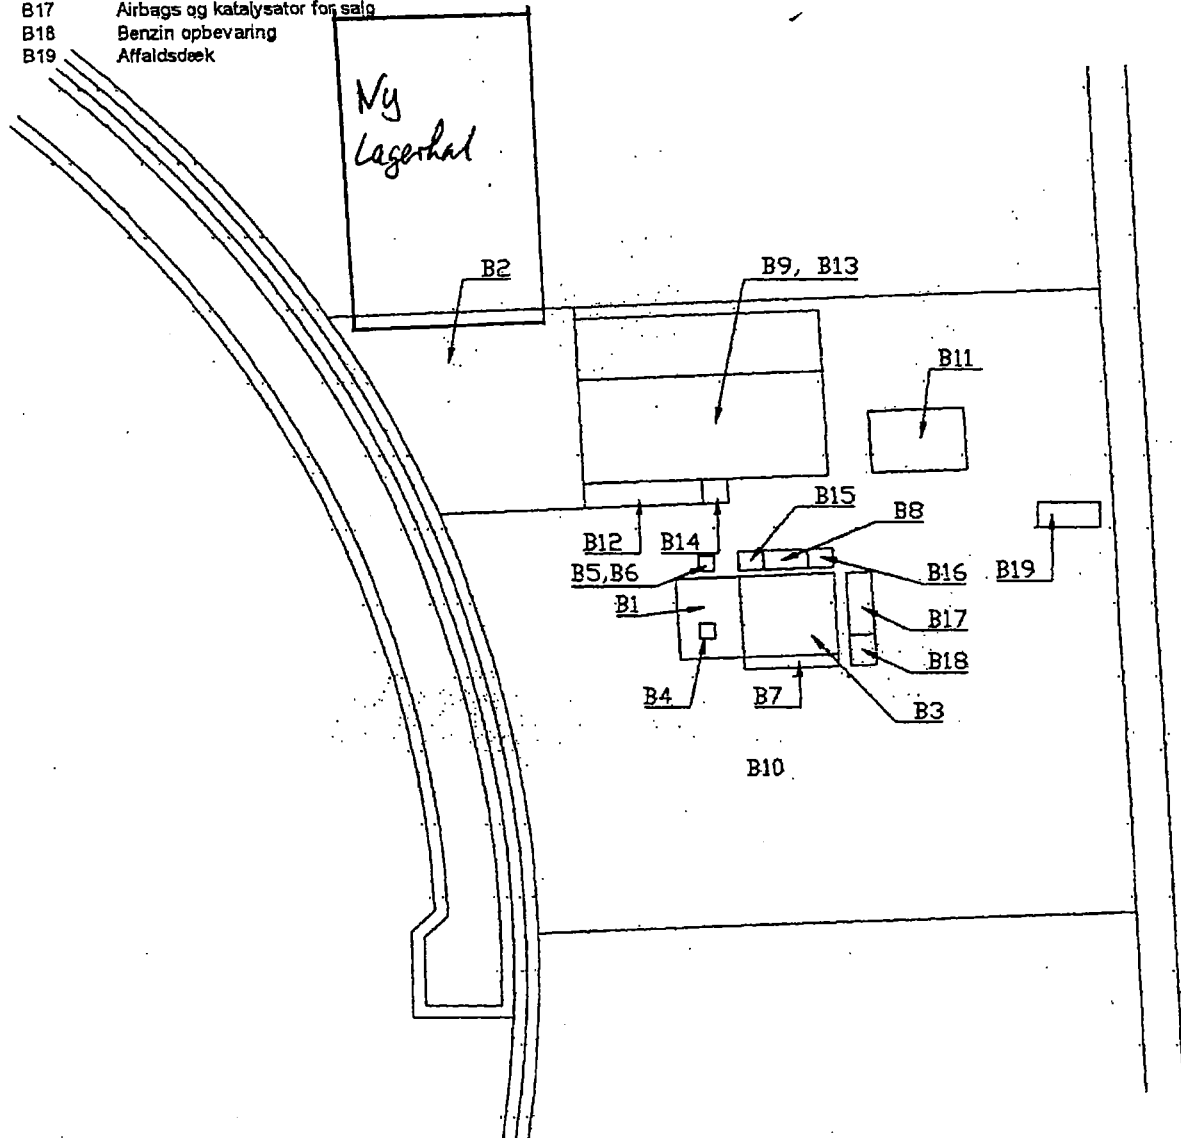 B17 Airbags og katalysator for salg
B18 Benzin opbevaring
B19 Affaldsdæk
Ny
Lagerhal
B2
B9, B13
B11
B15
B8
B12
B14
B5,B6
B16
B19
B1
B17
B18
B4
B7
B3
B10